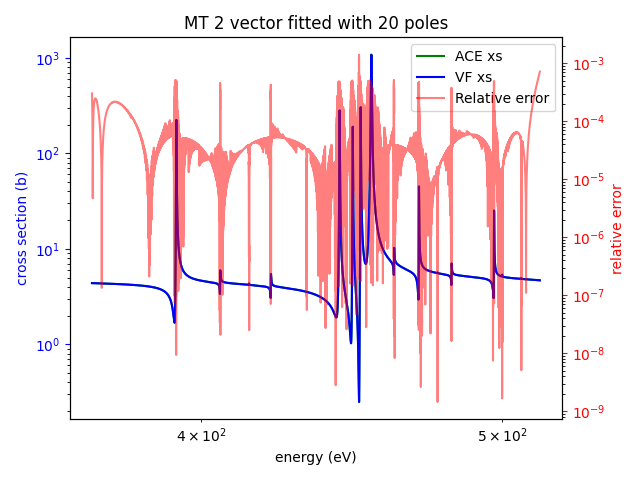 MT 2 vector fitted with 20 poles
ACE xs
VF xs
Relative error
cross section (b)
10³
10²
10¹
10⁰
relative error
10⁻³
10⁻⁴
10⁻⁵
10⁻⁶
10⁻⁷
10⁻⁸
10⁻⁹
4 × 10²
5 × 10²
energy (eV)